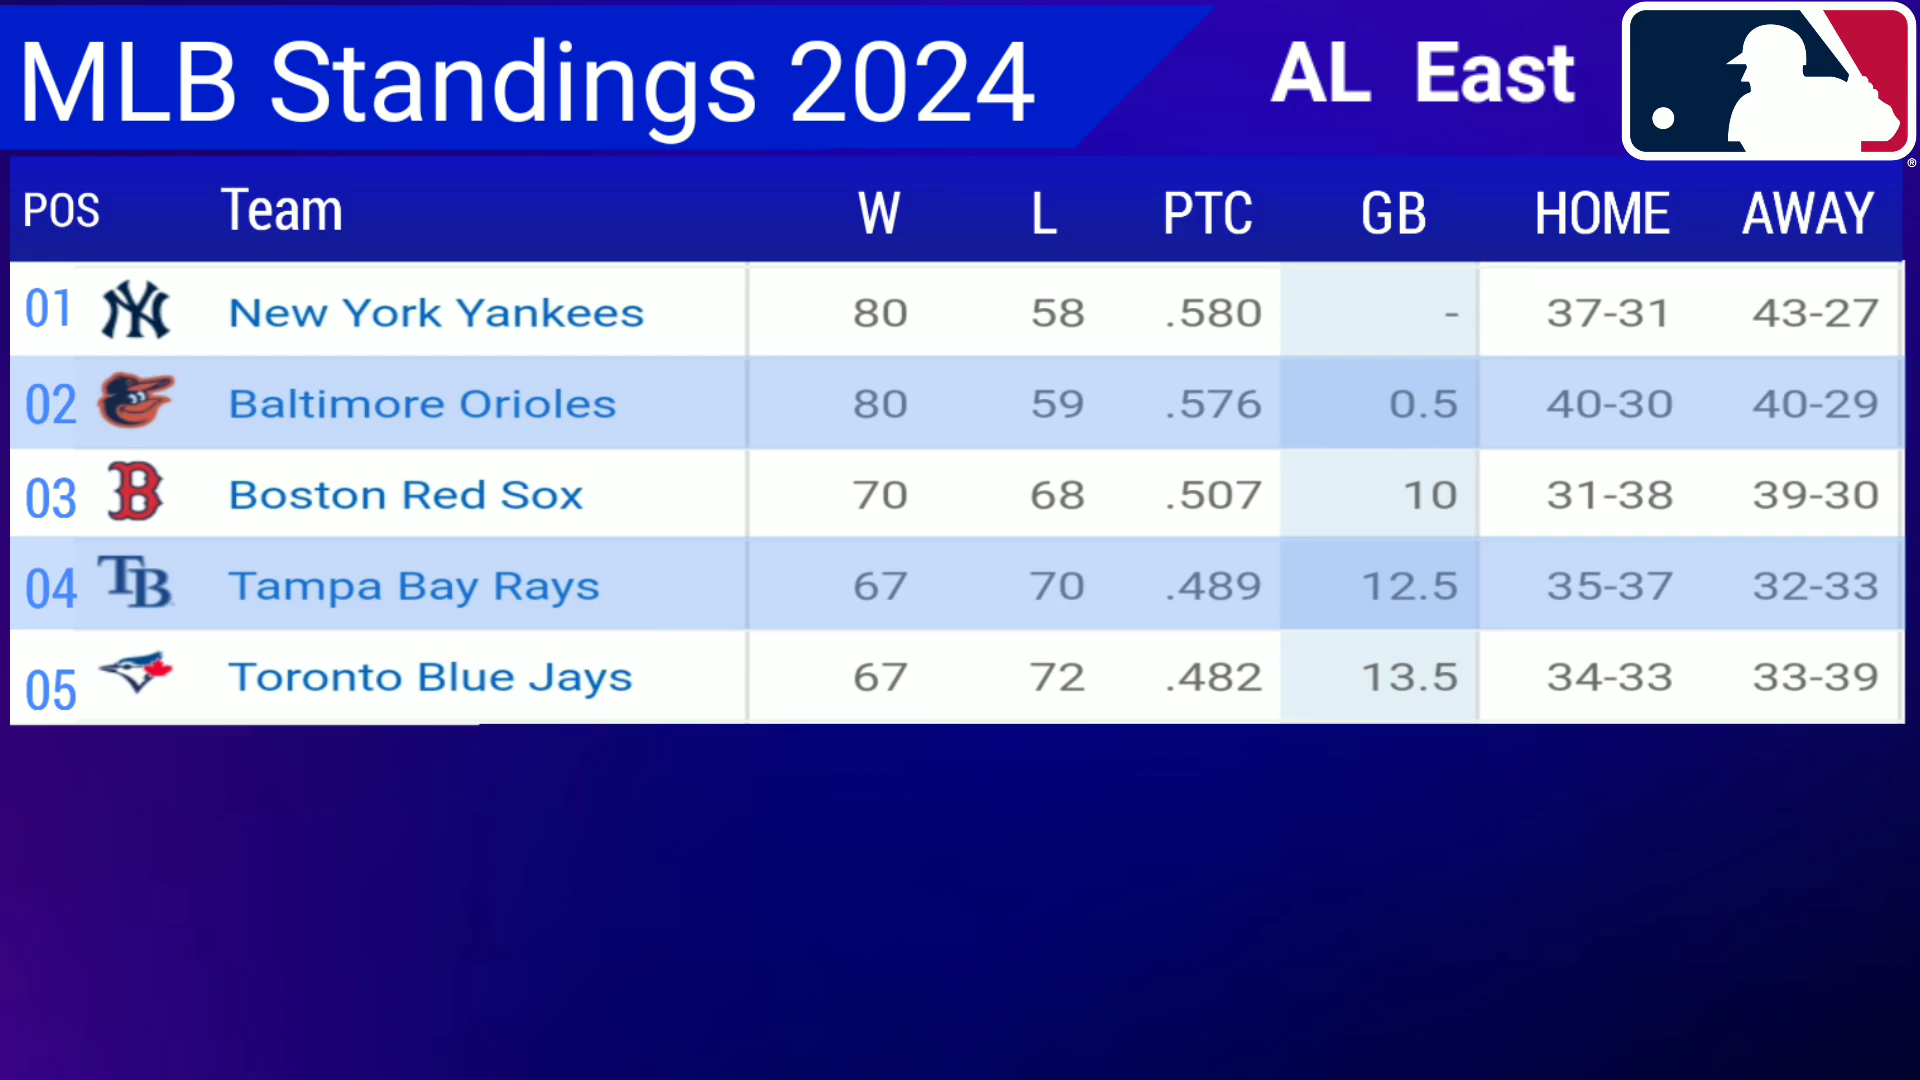 MLB Standings 2024 AL East
®
POS Team W L PTC GB HOME AWAY
01 New York Yankees 80 58 .580 - 37-31 43-27
02 Baltimore Orioles 80 59 .576 0.5 40-30 40-29
03 B Boston Red Sox 70 68 .507 10 31-38 39-30
04 TB Tampa Bay Rays 67 70 .489 12.5 35-37 32-33
05 Toronto Blue Jays 67 72 .482 13.5 34-33 33-39